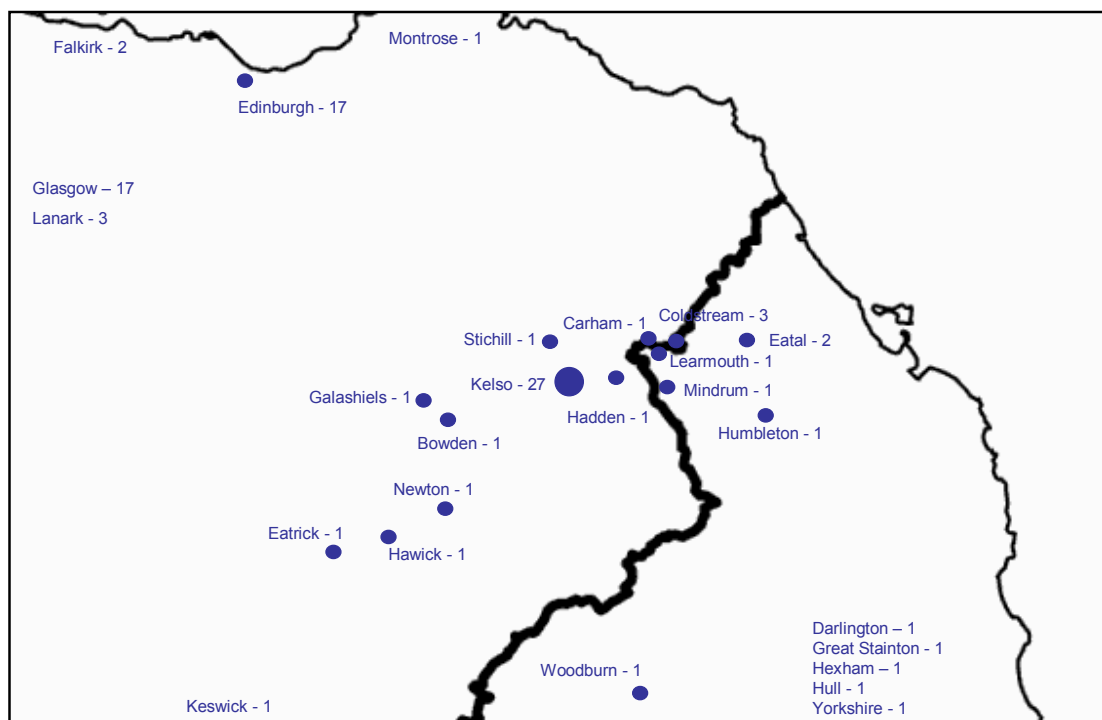 Falkirk - 2
Montrose - 1
Edinburgh - 17
Glasgow – 17
Lanark - 3
Coldstream - 3
Carham - 1
Stichill - 1
Eatal - 2
Learmouth - 1
Kelso - 27
Mindrum - 1
Galashiels - 1
Hadden - 1
Humbleton - 1
Bowden - 1
Newton - 1
Eatrick - 1
Hawick - 1
Darlington – 1
Great Stainton - 1
Hexham – 1
Hull - 1
Yorkshire - 1
Woodburn - 1
Keswick - 1